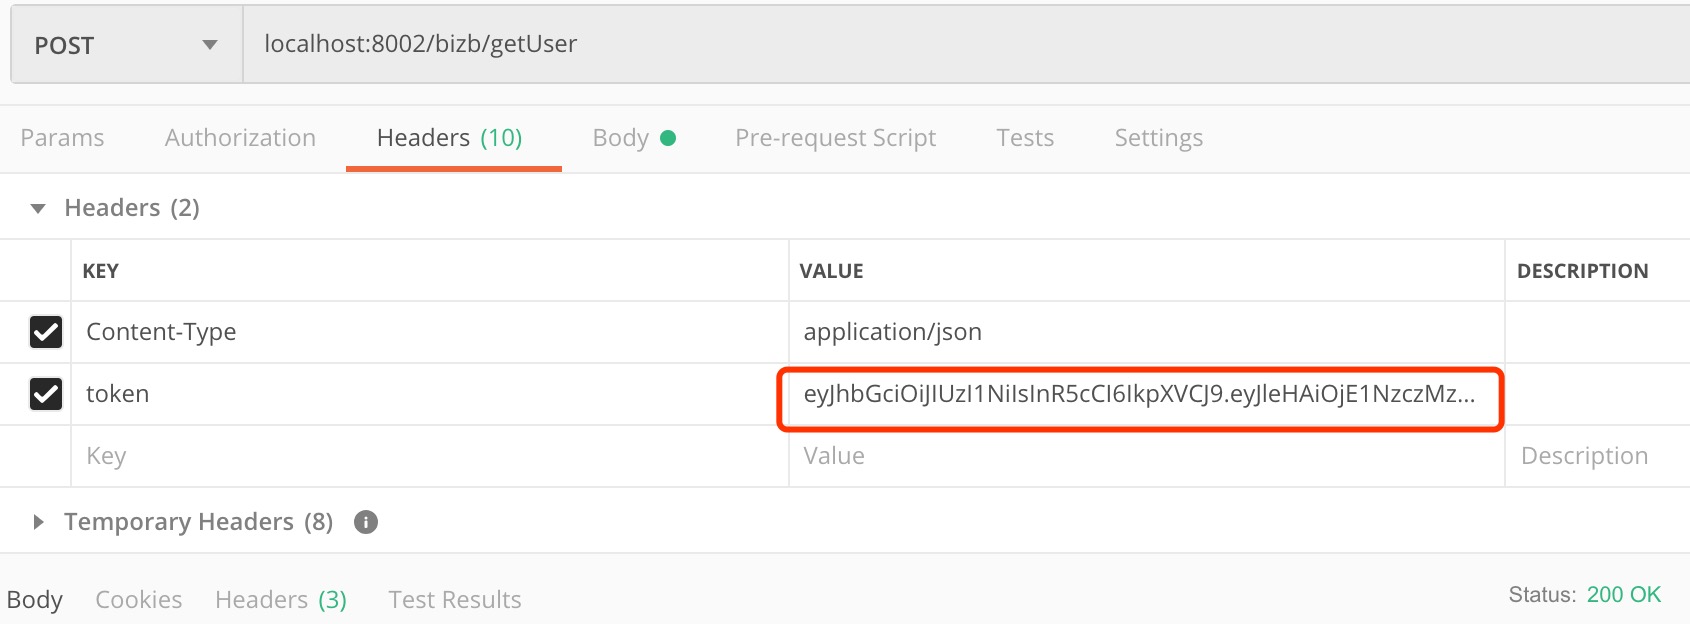 POST localhost:8002/bizb/getUser
Params Authorization Headers (10) Body Pre-request Script Tests Settings
Headers (2)
KEY VALUE DESCRIPTION
Content-Type application/json
token eyJhbGciOiJIUzI1NiIsInR5cCI6IkpXVCJ9.eyJleHAiOjE1NzczMz...
Key Value Description
Temporary Headers (8)
Body Cookies Headers (3) Test Results Status: 200 OK